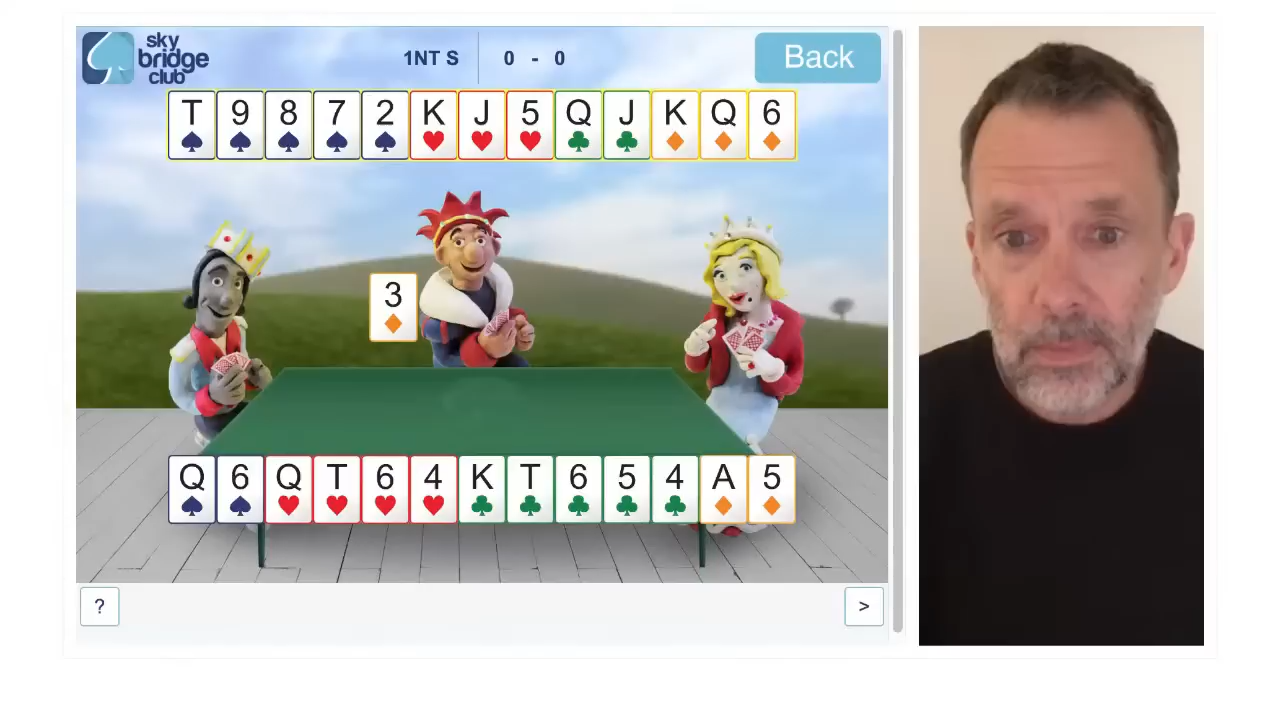 sky
bridge
club
1NT S
0 - 0
Back
T 9 8 7 2 K J 5 Q J K Q 6
3
Q 6 Q T 6 4 K T 6 5 4 A 5
?
>